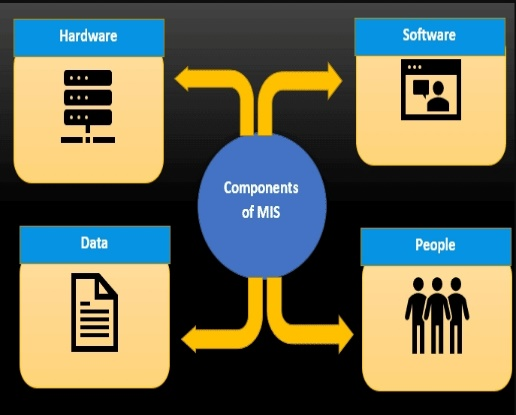 Hardware
Software
Components
of MIS
Data
People